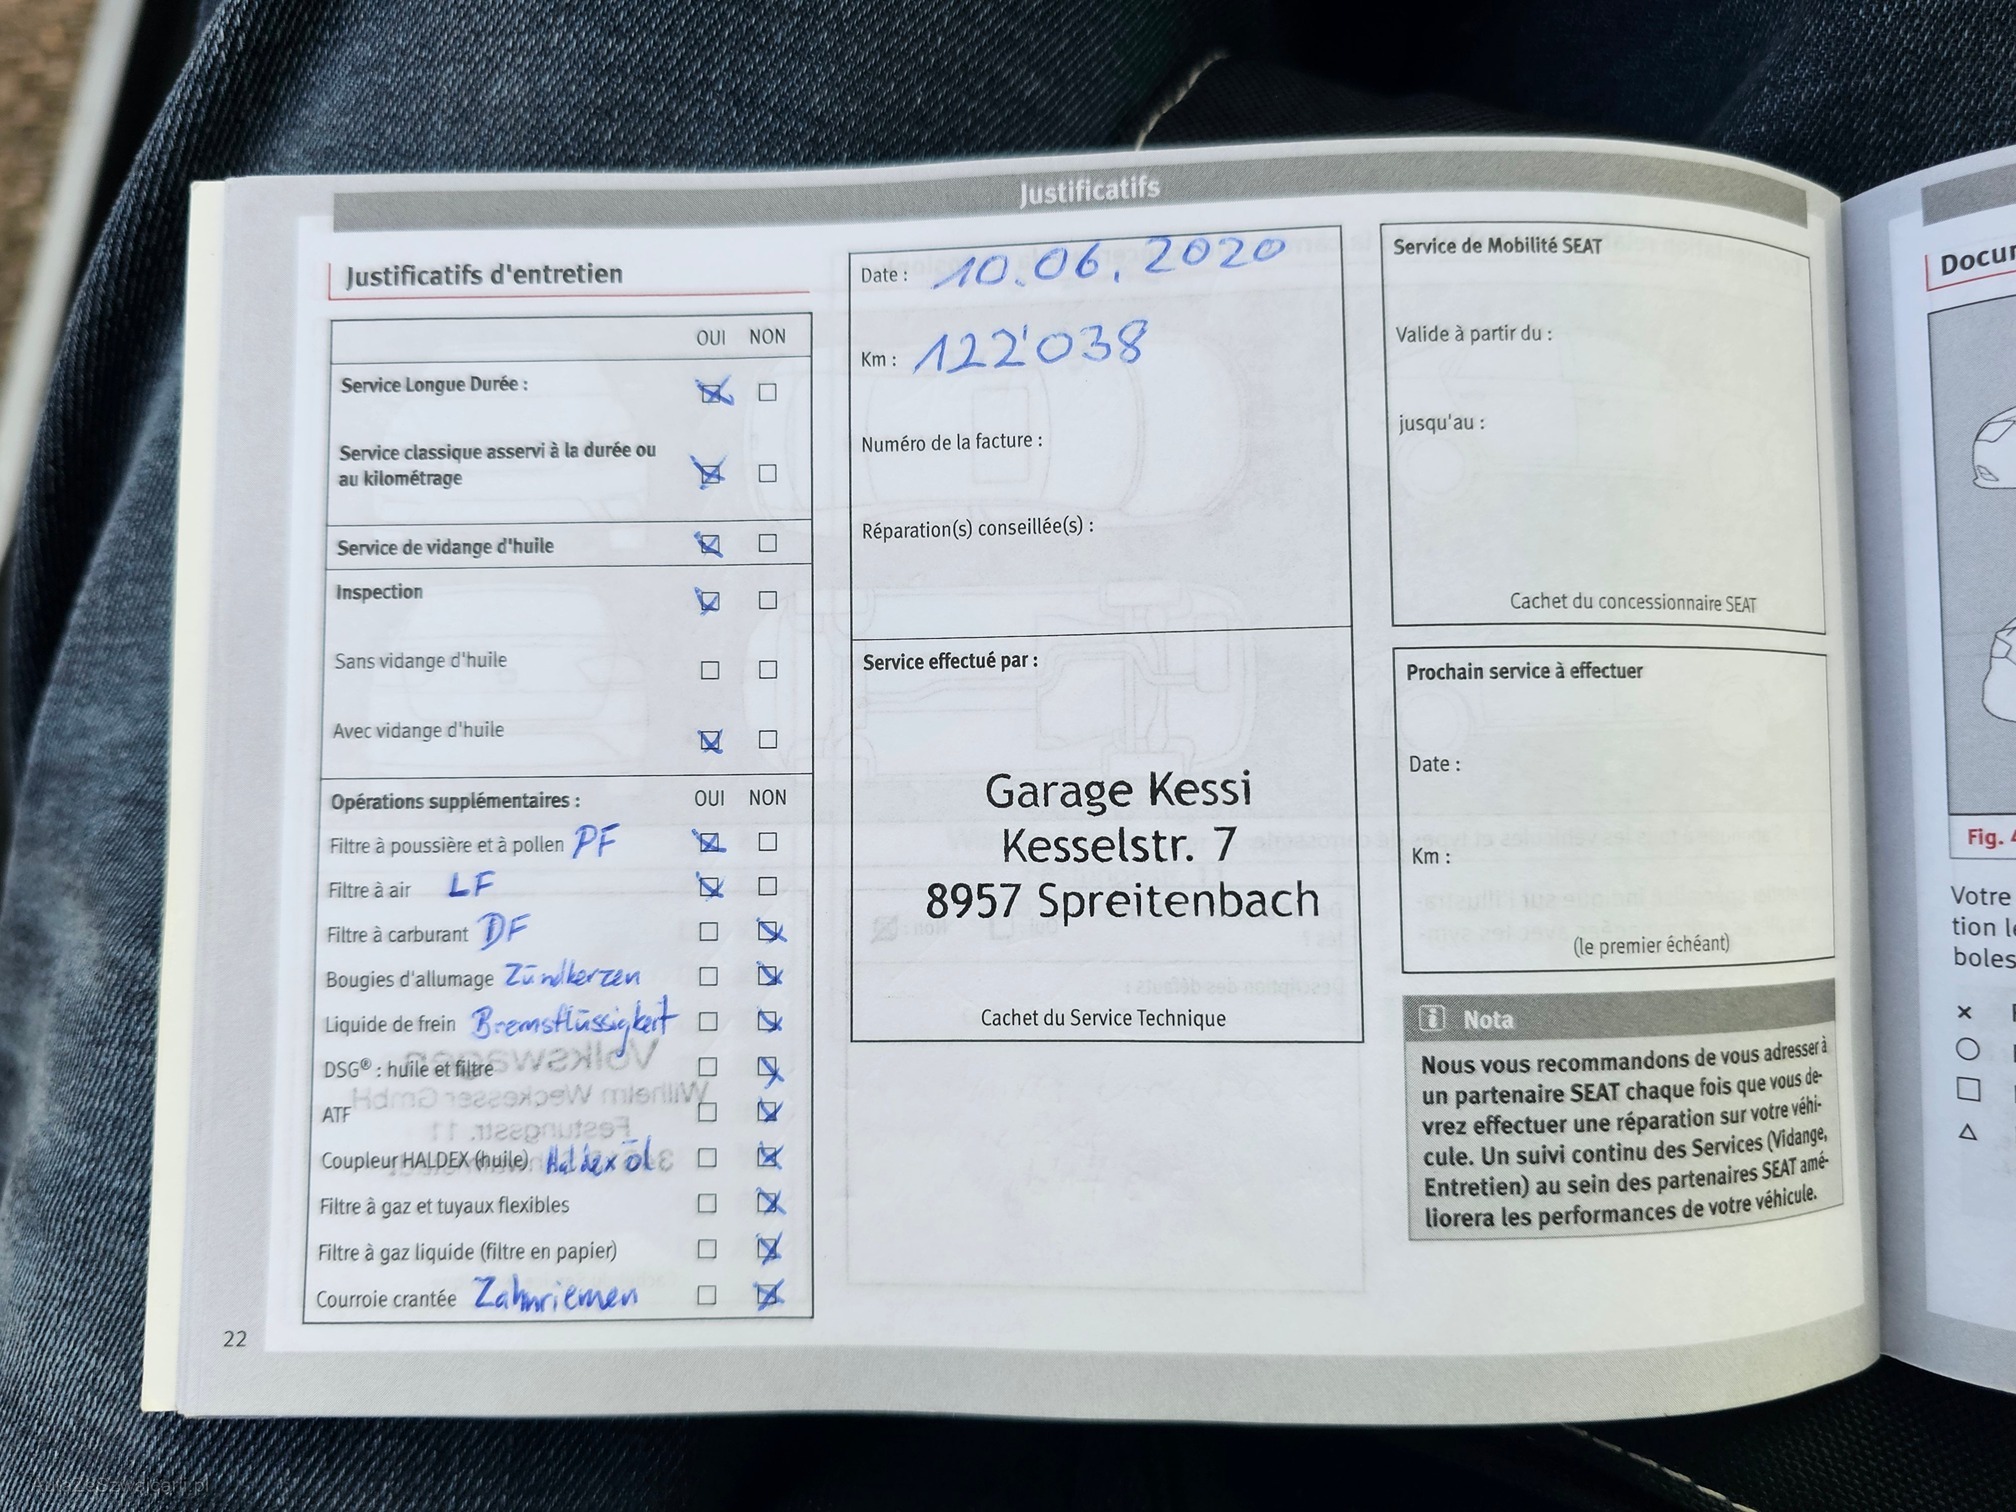 Justificatifs
Justificatifs d'entretien
OUI NON
Service Longue Durée :
Service classique asservi à la durée ou
au kilométrage
Service de vidange d'huile
Inspection
Sans vidange d'huile
Avec vidange d'huile
Opérations supplémentaires : OUI NON
Filtre à poussière et à pollen PF
Filtre à air LF
Filtre à carburant DF
Bougies d'allumage Zündkerzen
Liquide de frein Bremsflüssigkeit
DSG® : huile et filtre
ATF
Coupleur HALDEX (huile) Haldex öl
Filtre à gaz et tuyaux flexibles
Filtre à gaz liquide (filtre en papier)
Courroie crantée Zahnriemen
22
Date : 10.06.2020
Km : 122'038
Numéro de la facture :
Réparation(s) conseillée(s) :
Service effectué par :
Garage Kessi
Kesselstr. 7
8957 Spreitenbach
Cachet du Service Technique
Service de Mobilité SEAT
Valide à partir du :
jusqu'au :
Cachet du concessionnaire SEAT
Prochain service à effectuer
Date :
Km :
(le premier échéant)
Nota
Nous vous recommandons de vous adresser à
un partenaire SEAT chaque fois que vous de-
vrez effectuer une réparation sur votre véhi-
cule. Un suivi continu des Services (Vidange,
Entretien) au sein des partenaires SEAT amé-
liorera les performances de votre véhicule.
Fig.
Votre
boles
AutaZeSzwajcarii.pl